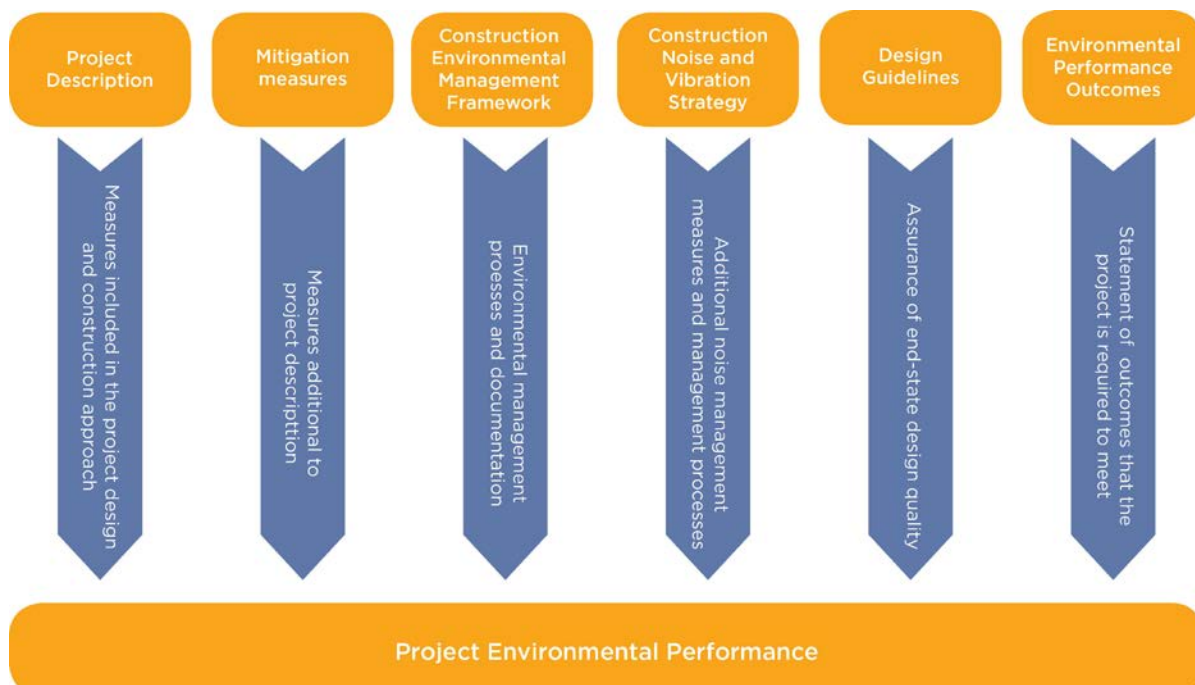 Project
Description
Mitigation
measures
Construction
Environmental
Management
Framework
Construction
Noise and
Vibration
Strategy
Design
Guidelines
Environmental
Performance
Outcomes
Measures included in the project design
and construction approach
Measures additional to
project descripttion
Environmental management
proesses and documentation
Additional noise management
measures and management processes
Assurance of end-state design quality
Statement of outcomes that the
project is required to meet
Project Environmental Performance